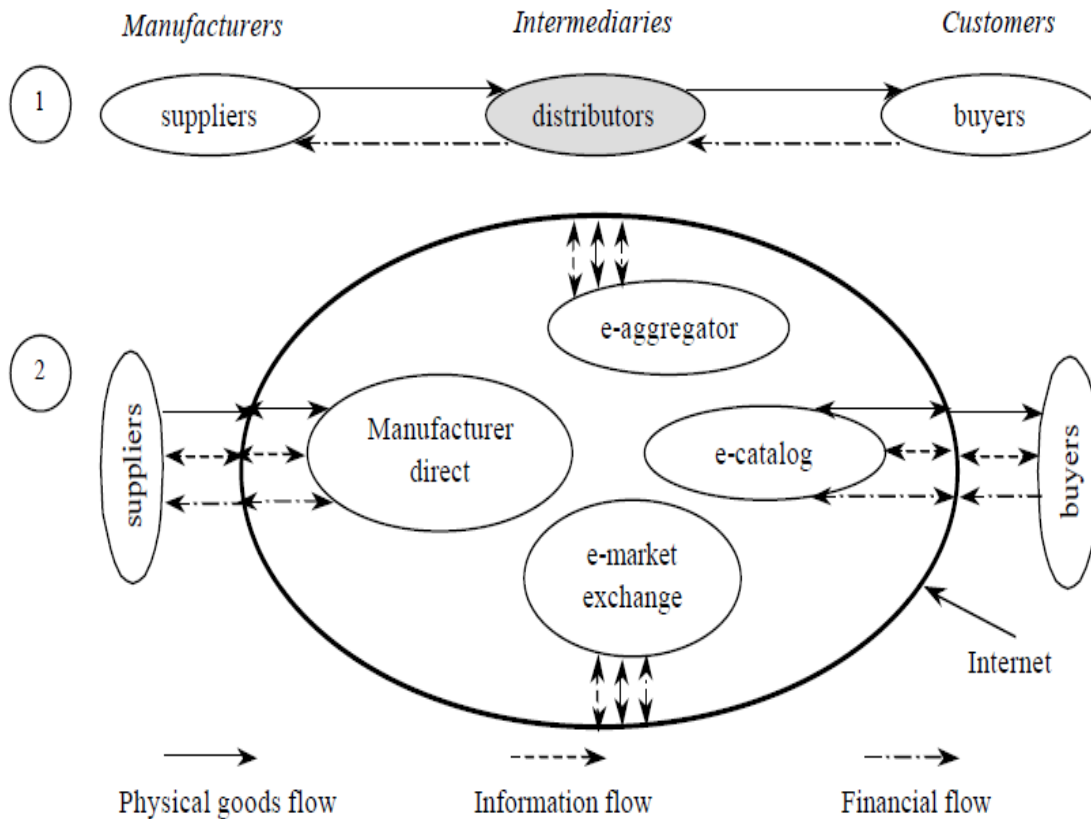 Manufacturers
Intermediaries
Customers
1
suppliers
distributors
buyers
2
e-aggregator
suppliers
Manufacturer
direct
e-catalog
buyers
e-market
exchange
Internet
Physical goods flow
Information flow
Financial flow